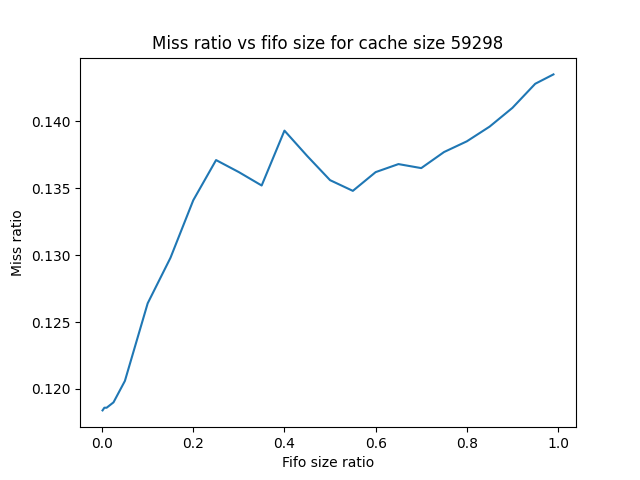 Miss ratio vs fifo size for cache size 59298
0.140
0.135
0.130
0.125
0.120
Miss ratio
0.0 0.2 0.4 0.6 0.8 1.0
Fifo size ratio